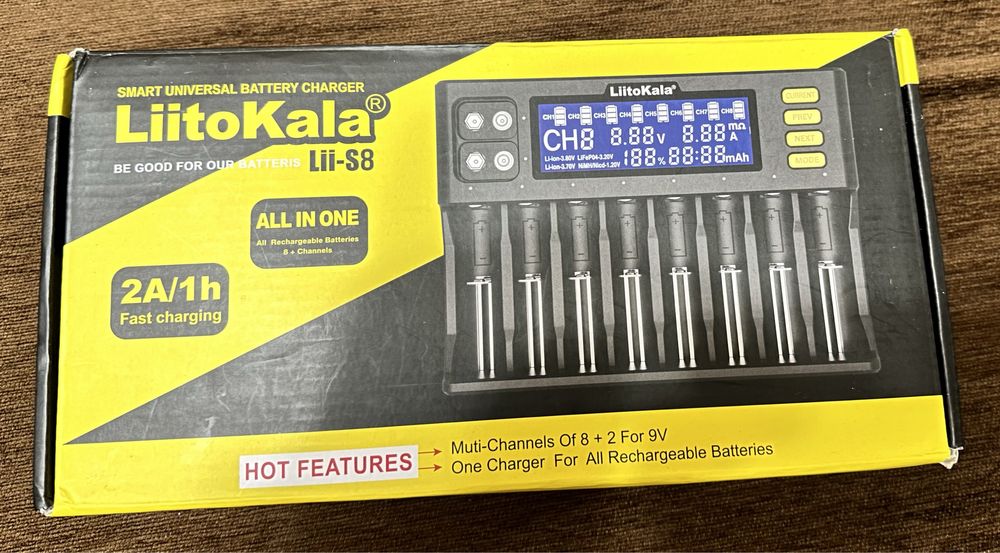 SMART UNIVERSAL BATTERY CHARGER
LiitoKala®
BE GOOD FOR OUR BATTERIS
Lii-S8
ALL IN ONE
All Rechargeable Batteries
8 + Channels
2A/1h
Fast charging
LiitoKala®
CH1 CH2 CH3 CH4 CH5 CH6 CH7 CH8
CH8 8.88V 8.88mΩ A
Li-ion-3.80V LiFeP04-3.20V
Li-ion-3.70V NiMH/Nicd-1.20V
188% 88:88mAh
CURRENT
PREV
NEXT
MODE
HOT FEATURES
Muti-Channels Of 8 + 2 For 9V
One Charger For All Rechargeable Batteries